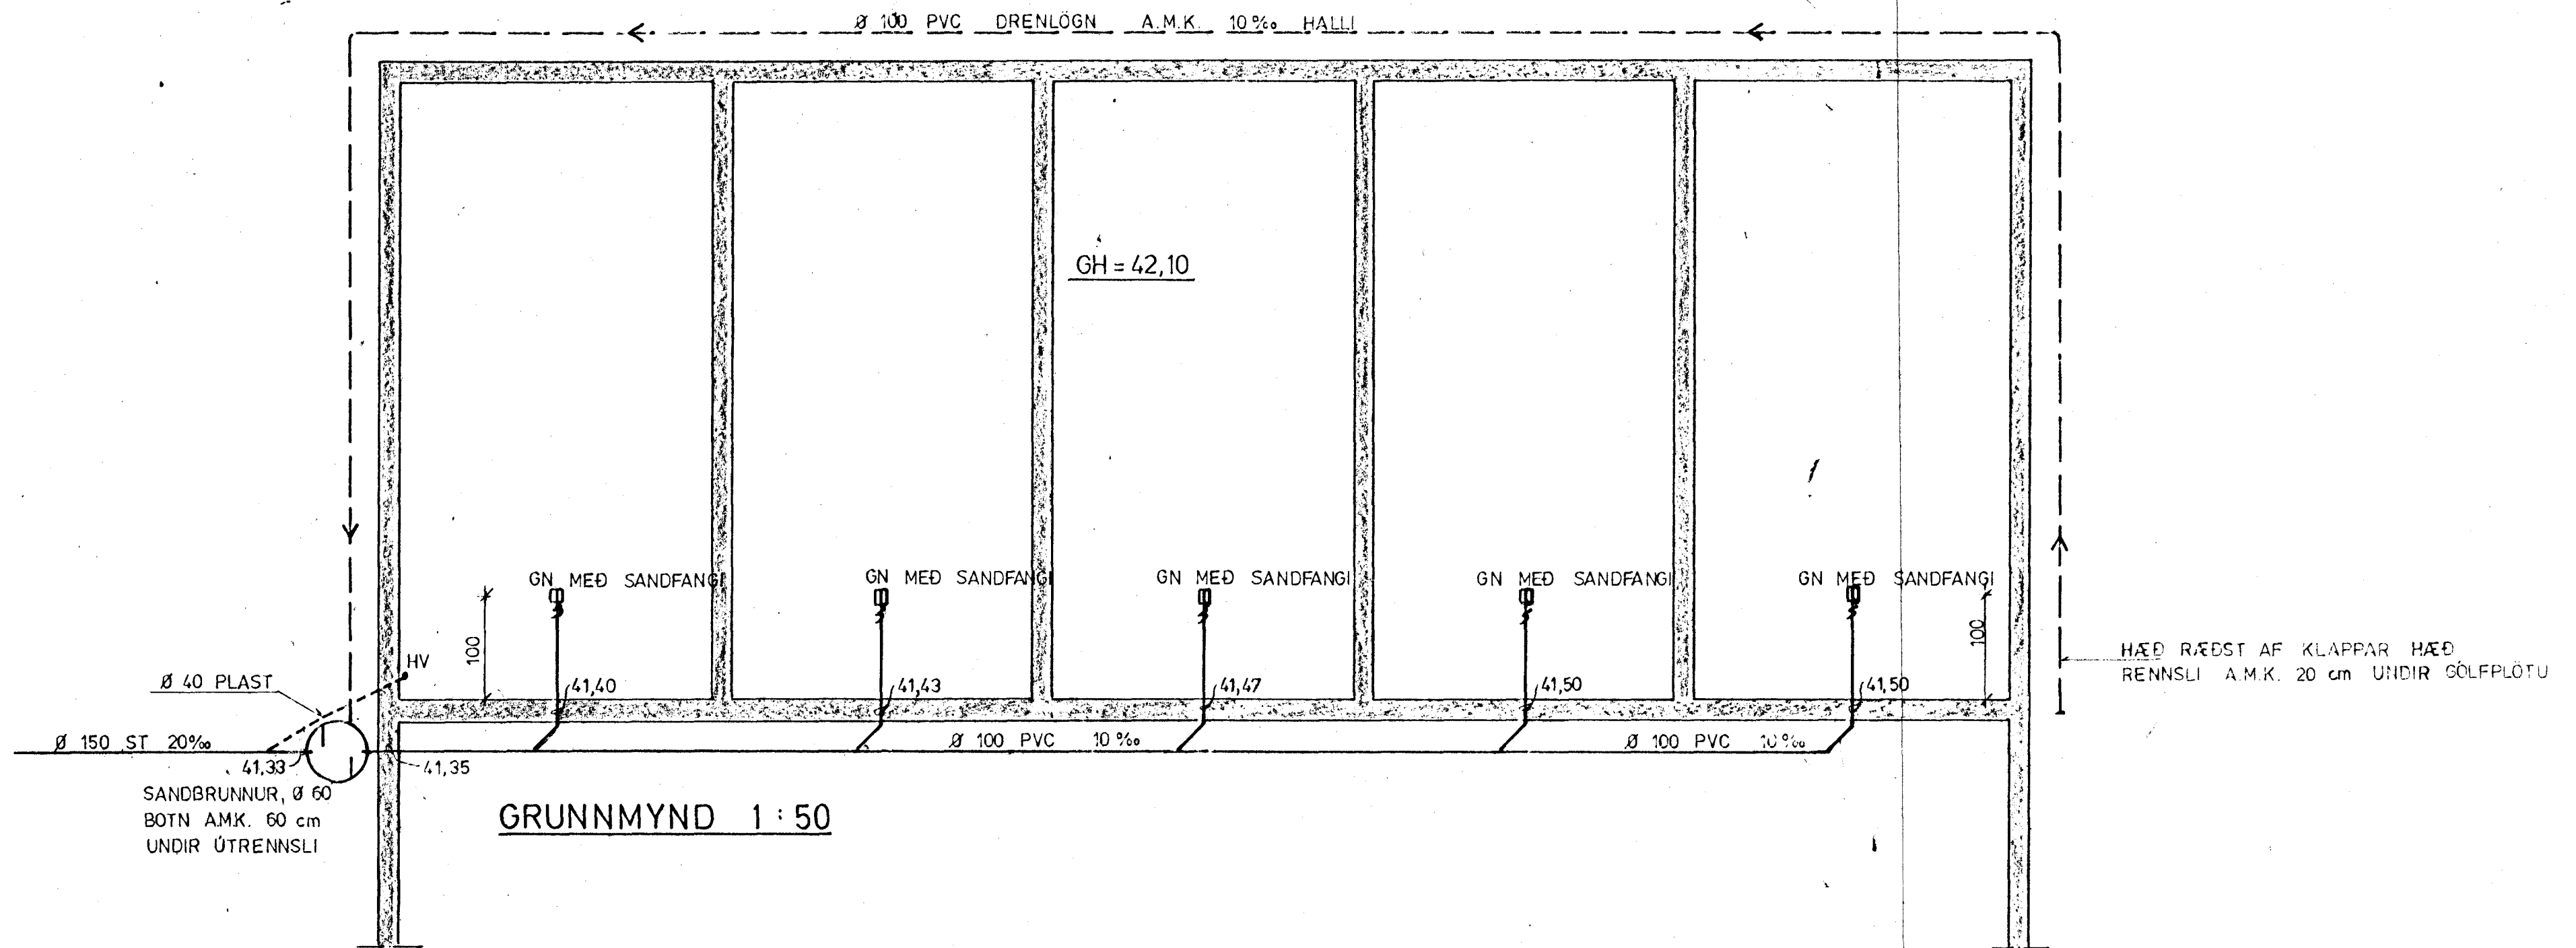 Ø 100 PVC DRENLÖGN A.M.K. 10‰ HALLI
GH = 42,10
GN MEÐ SANDFANGI
GN MEÐ SANDFANGI
GN MEÐ SANDFANGI
GN MEÐ SANDFANGI
GN MEÐ SANDFANGI
100
100
HV
Ø 40 PLAST
41,40
41,43
41,47
41,50
41,50
HÆÐ RÆÐST AF KLAPPAR HÆÐ
RENNSLI A.M.K. 20 cm UNDIR GÓLFPLÖTU
Ø 150 ST 20‰
Ø 100 PVC 10‰
Ø 100 PVC 10‰
41,33
41,35
SANDBRUNNUR, Ø 60
BOTN A.M.K. 60 cm
UNDIR ÚTRENNSLI
GRUNNMYND 1 : 50